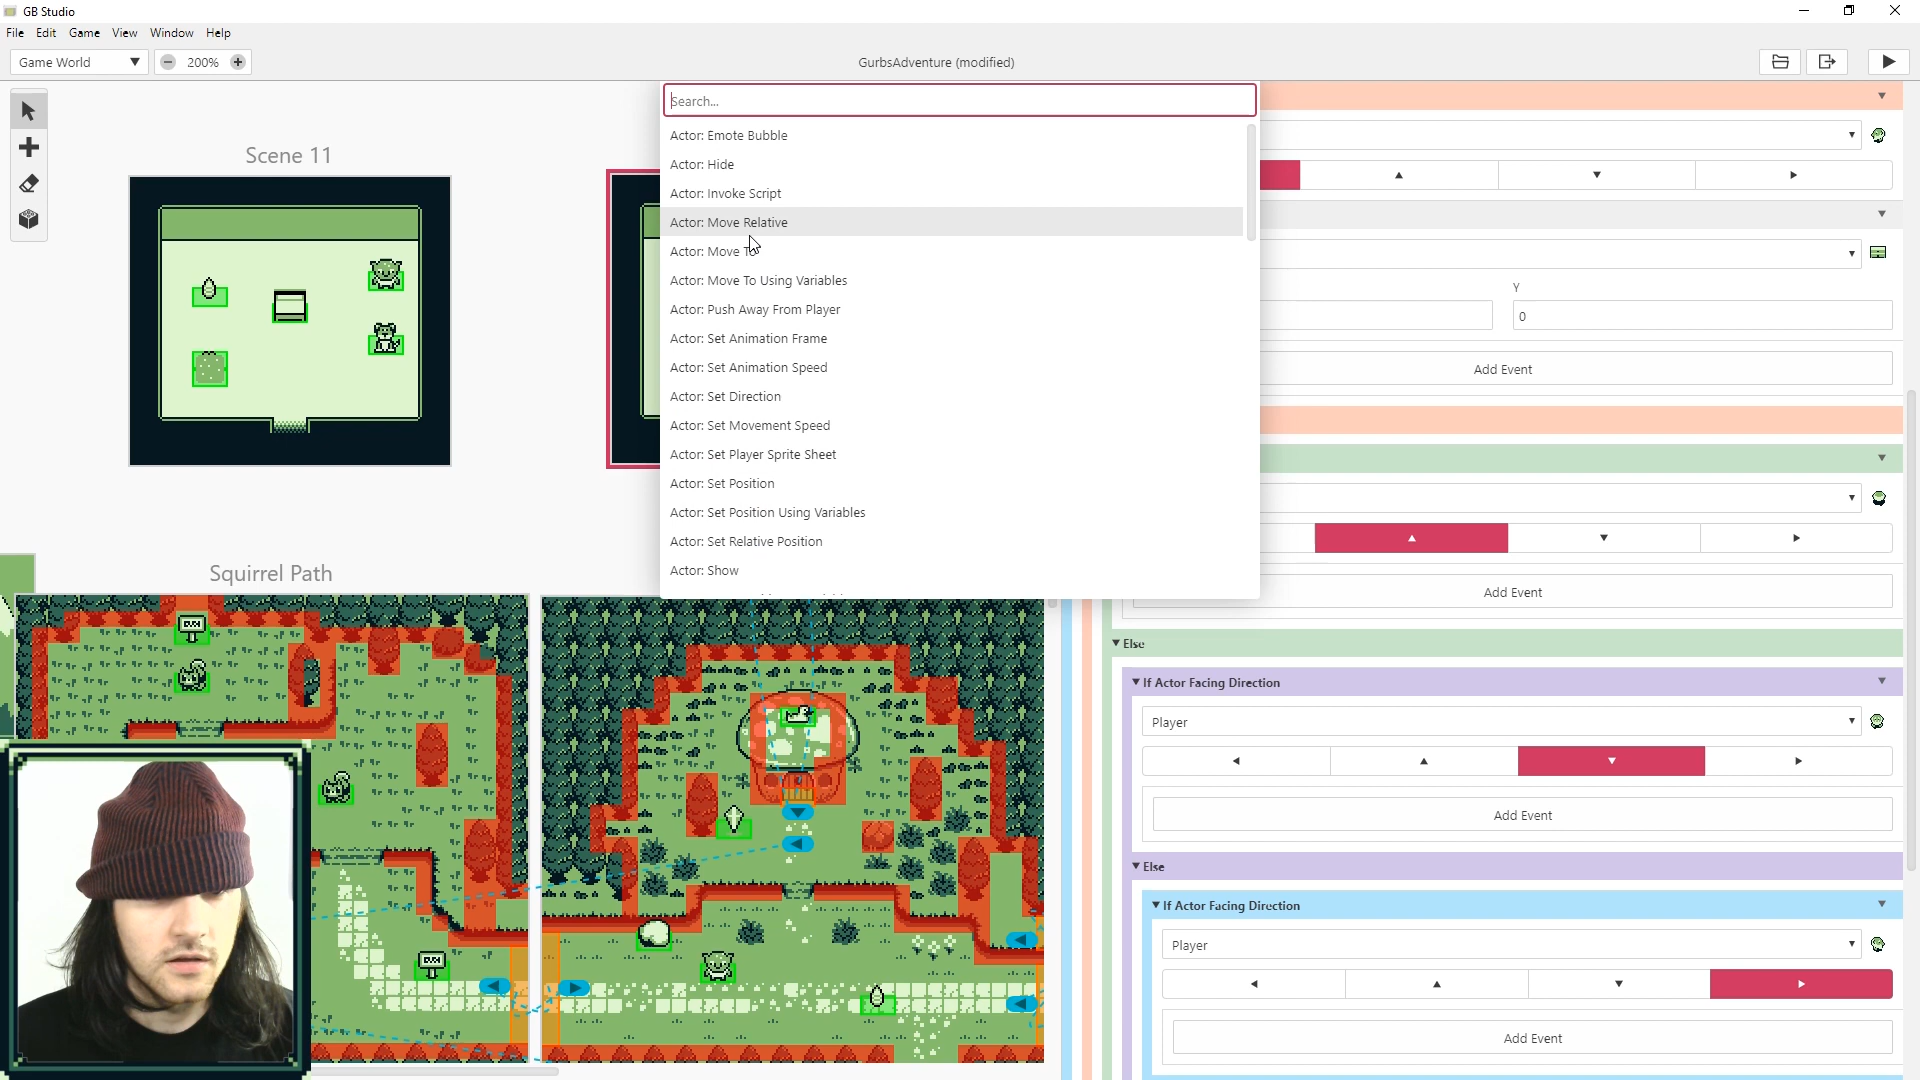 GB Studio
File Edit Game View Window Help
Game World
200%
GurbsAdventure (modified)
Search...
Actor: Emote Bubble
Actor: Hide
Actor: Invoke Script
Actor: Move Relative
Actor: Move To
Actor: Move To Using Variables
Actor: Push Away From Player
Actor: Set Animation Frame
Actor: Set Animation Speed
Actor: Set Direction
Actor: Set Movement Speed
Actor: Set Player Sprite Sheet
Actor: Set Position
Actor: Set Position Using Variables
Actor: Set Relative Position
Actor: Show
Scene 11
Squirrel Path
Y
0
Add Event
Add Event
Else
If Actor Facing Direction
Player
Add Event
Else
If Actor Facing Direction
Player
Add Event